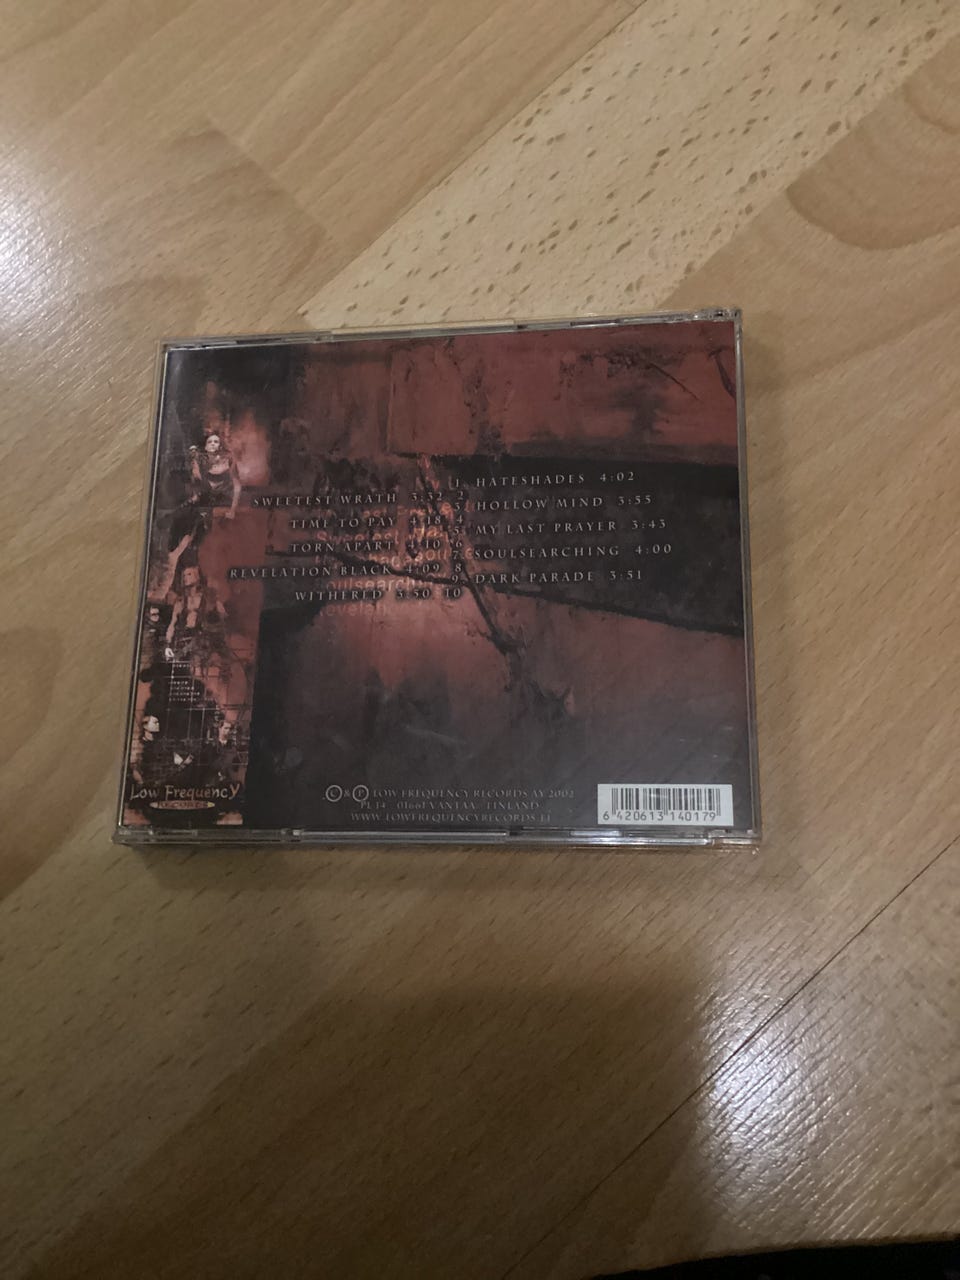 1. HATESHADES 4:02
SWEETEST WRATH 3:32 2
3. HOLLOW MIND 3:55
TIME TO PAY 4:18 4
5. MY LAST PRAYER 3:43
TORN APART 4:10 6
7. SOULSEARCHING 4:00
REVELATION BLACK 4:09 8
9. DARK PARADE 3:51
WITHERED 3:50 10
Low Frequency
RECORDS
© & ℗ LOW FREQUENCY RECORDS AY 2002
PL 14 01661 VANTAA FINLAND
WWW.LOWFREQUENCYRECORDS.FI
6 420613 140179